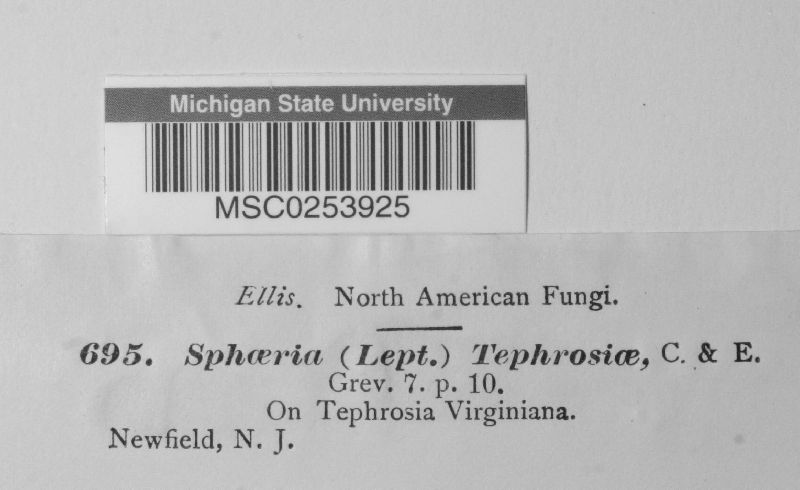 Michigan State University
MSC0253925
Ellis. North American Fungi.
695. Sphæria (Lept.) Tephrosiæ, C. & E.
Grev. 7. p. 10.
On Tephrosia Virginiana.
Newfield, N. J.